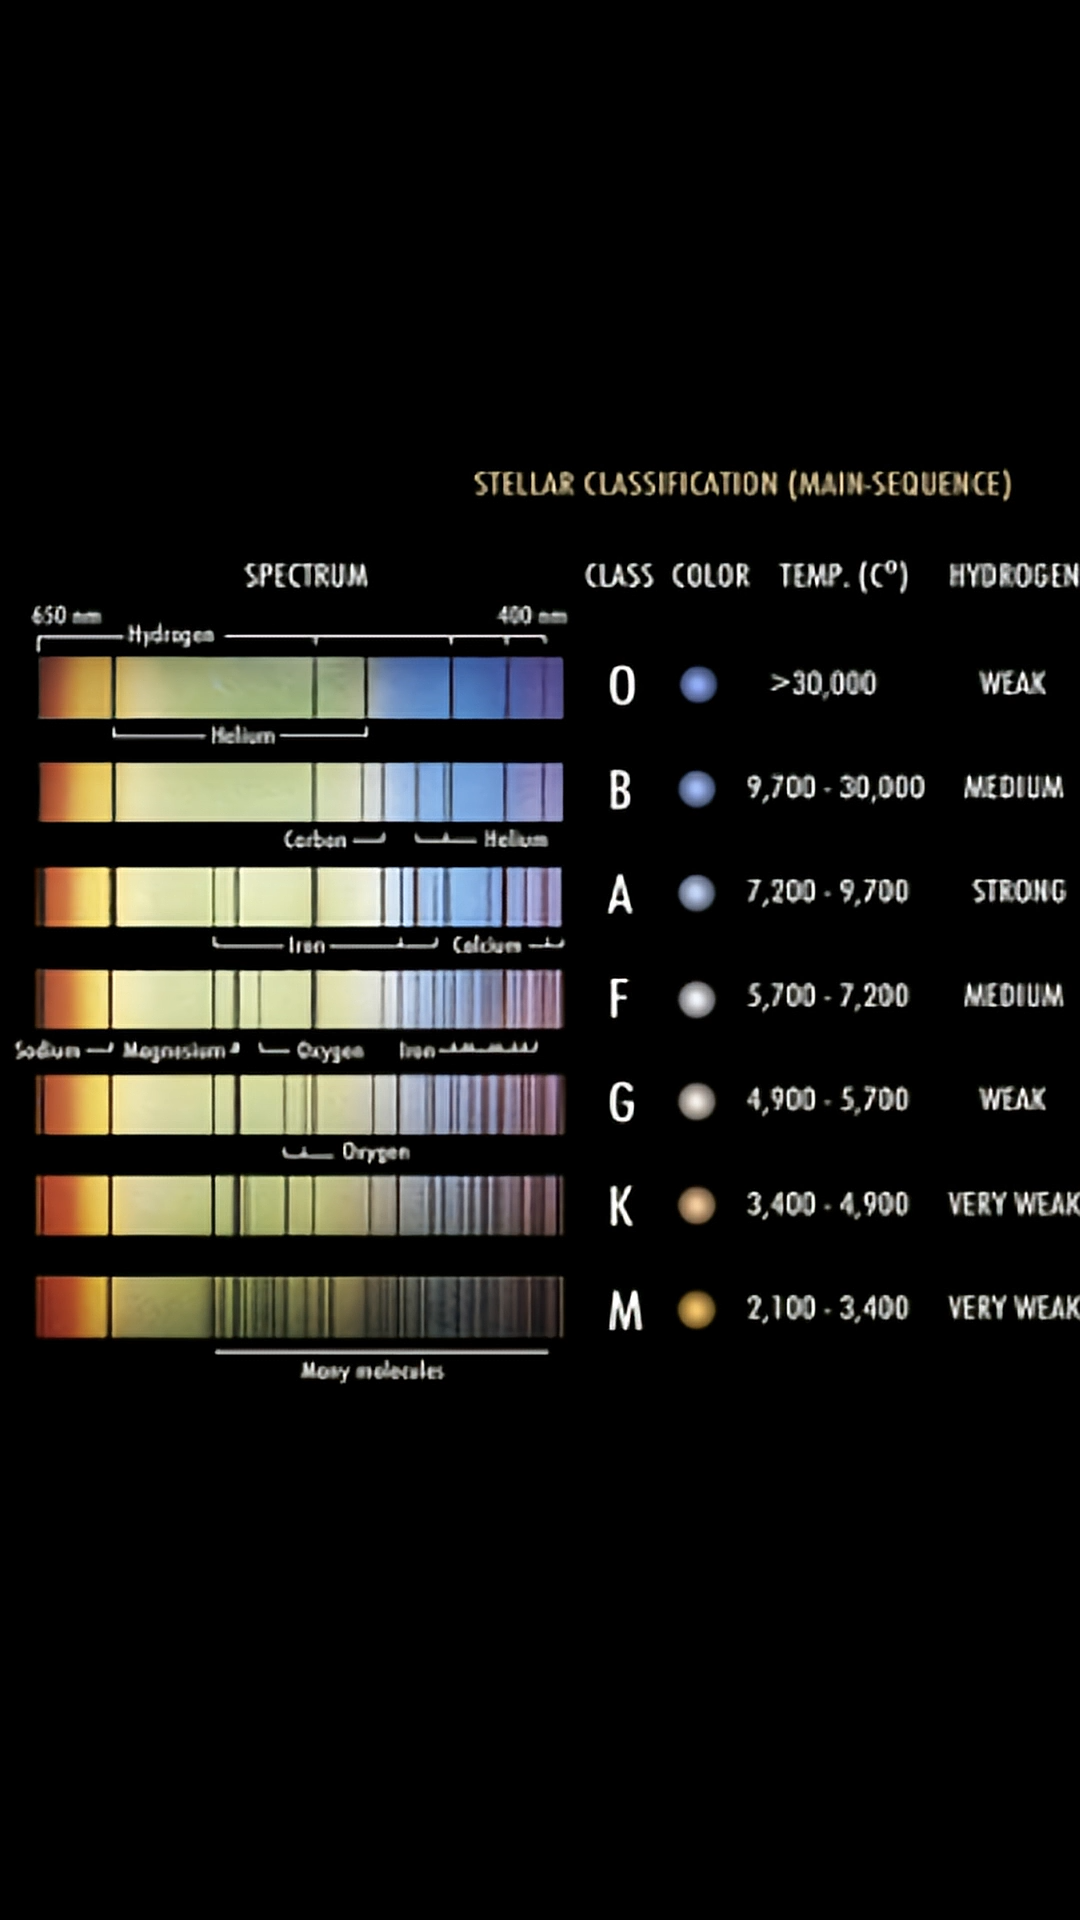 STELLAR CLASSIFICATION (MAIN-SEQUENCE)
SPECTRUM CLASS COLOR TEMP. (C°) HYDROGEN
650 nm 400 nm
Hydrogen
O >30,000 WEAK
Helium
B 9,700 - 30,000 MEDIUM
Carbon Helium
A 7,200 - 9,700 STRONG
Iron Calcium
F 5,700 - 7,200 MEDIUM
Sodium Magnesium Oxygen Iron
G 4,900 - 5,700 WEAK
Oxygen
K 3,400 - 4,900 VERY WEAK
M 2,100 - 3,400 VERY WEAK
Many molecules